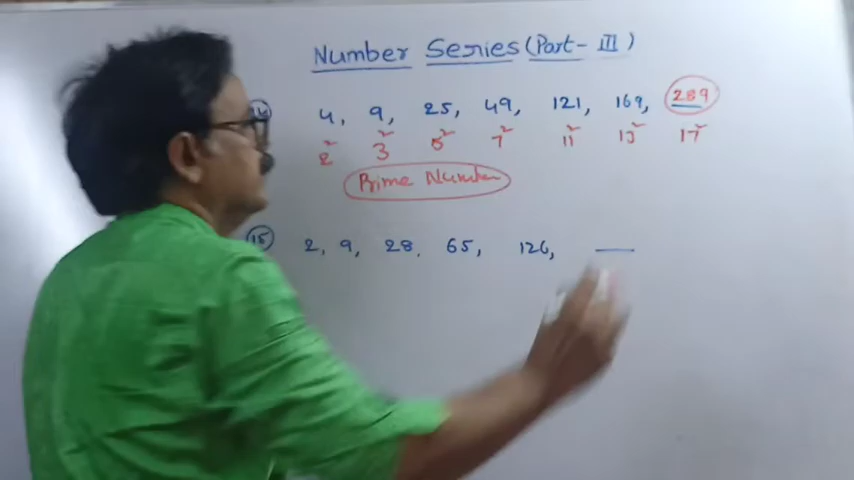 Number Series (Part- III)
4, 9, 25, 49, 121, 169, 289
2² 3² 5² 7² 11² 13² 17²
Prime Number
15 2, 9, 28, 65, 126, __